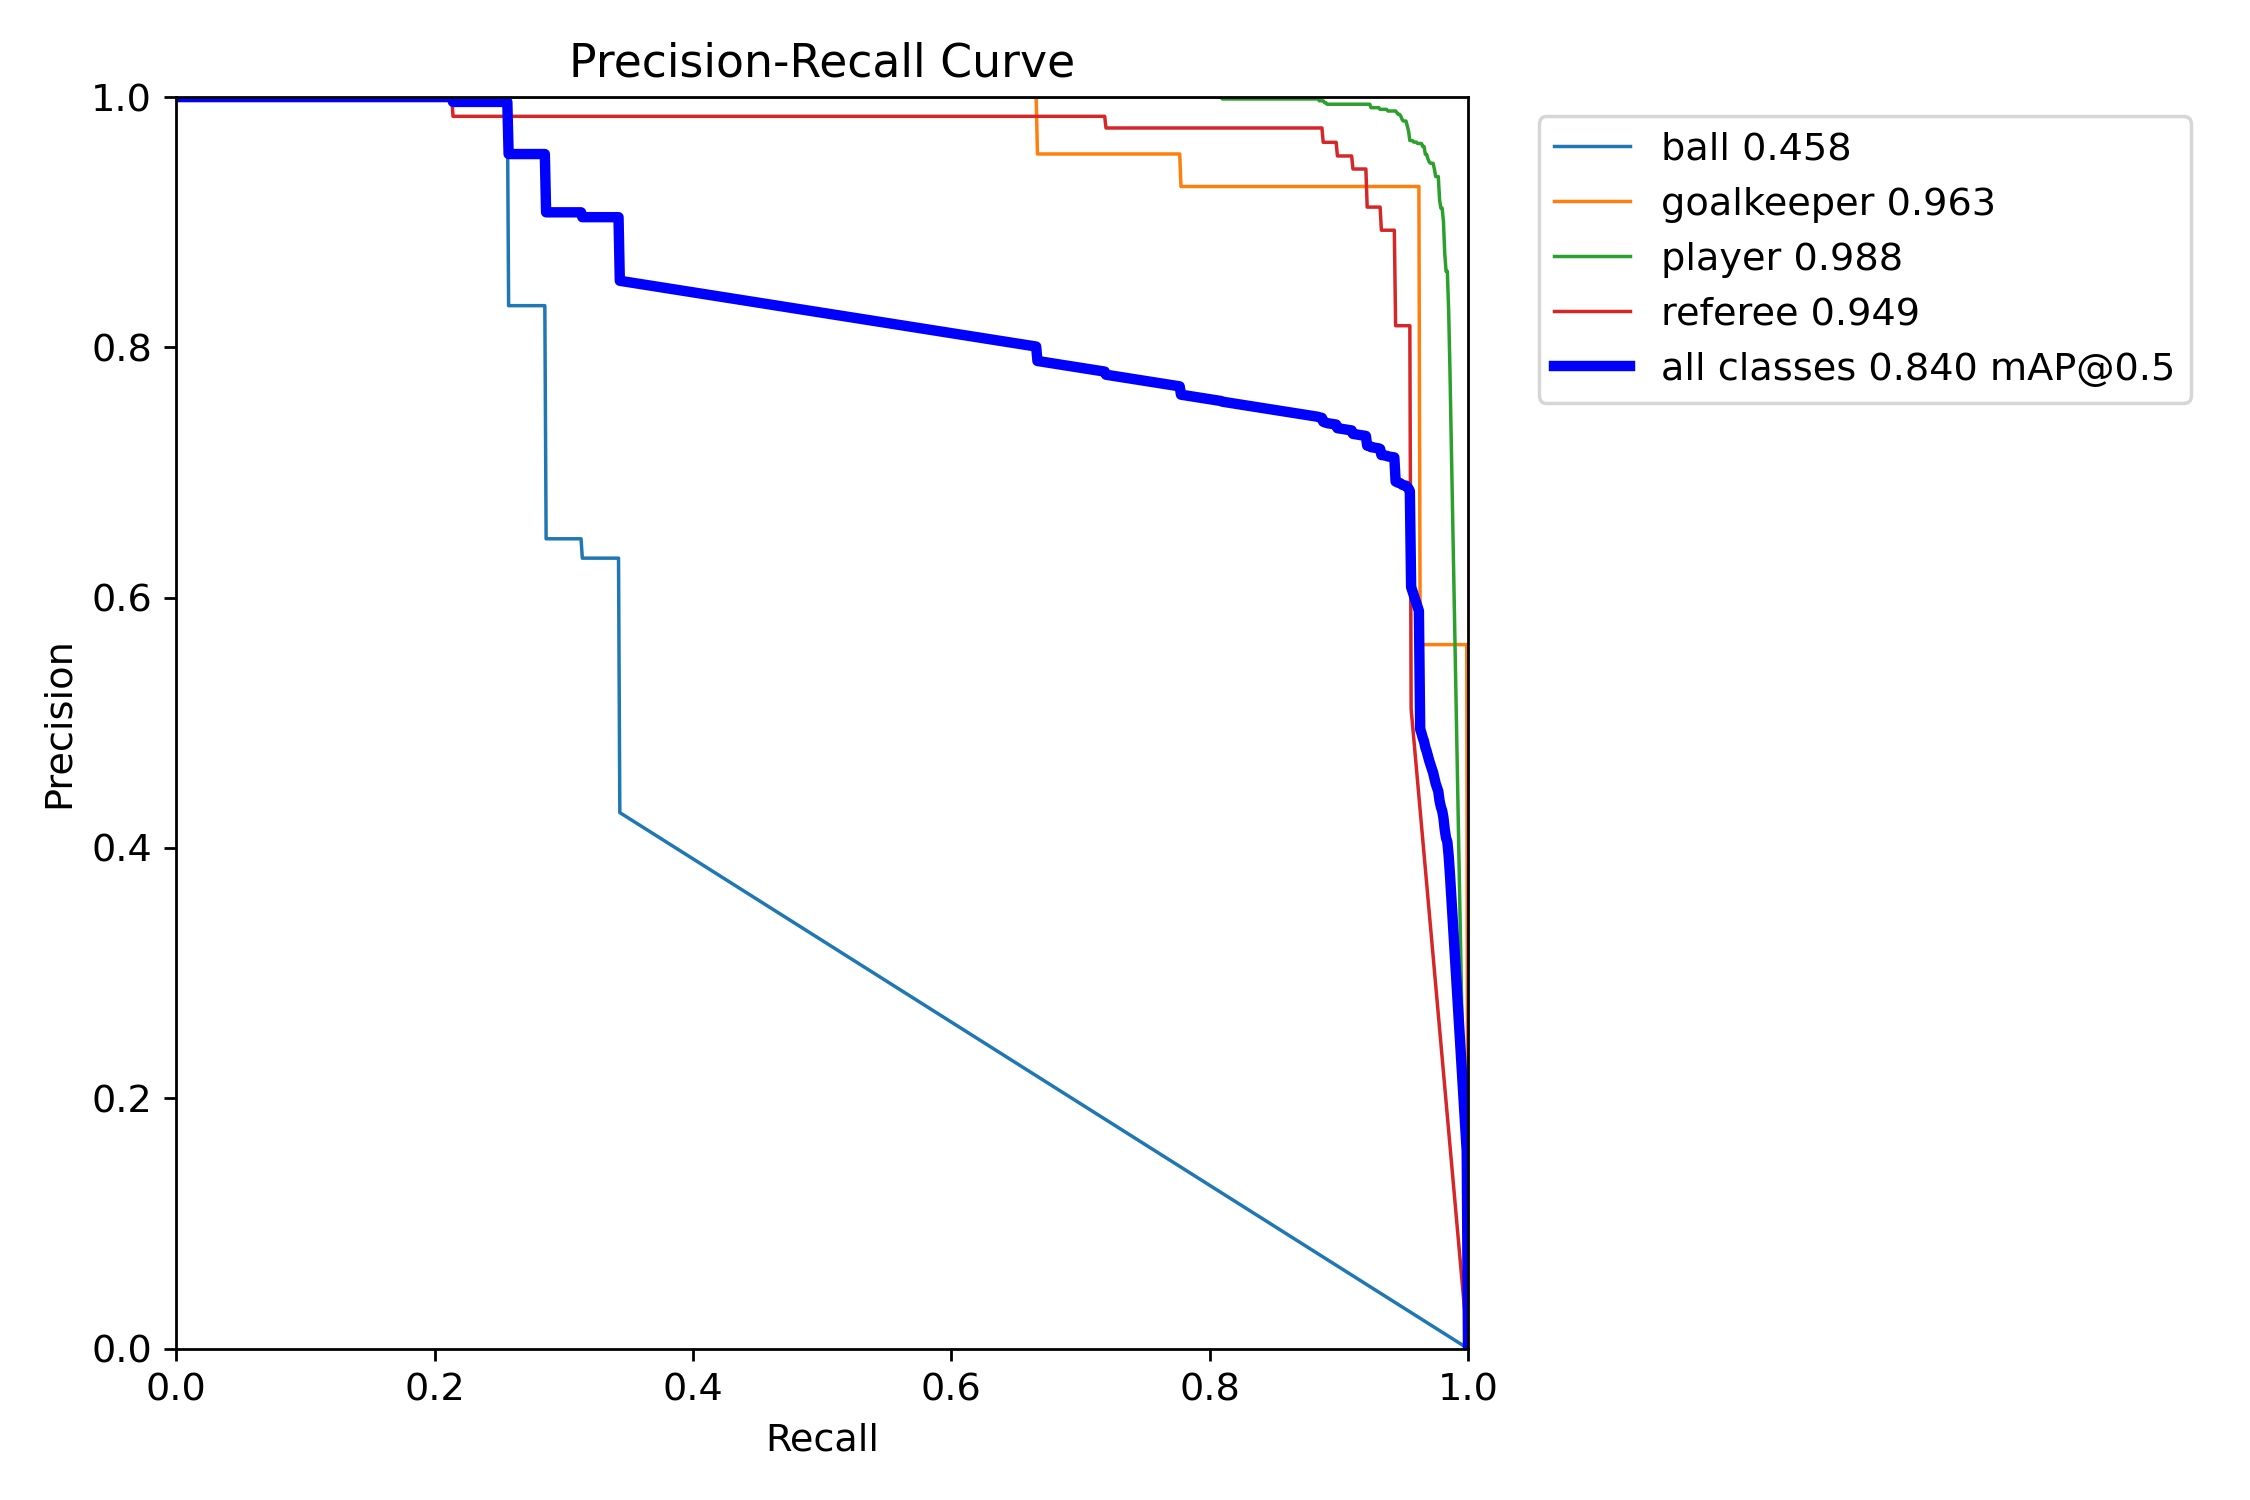 Precision-Recall Curve
1.0
0.8
0.6
0.4
0.2
0.0
Precision
0.0 0.2 0.4 0.6 0.8 1.0
Recall
ball 0.458
goalkeeper 0.963
player 0.988
referee 0.949
all classes 0.840 mAP@0.5